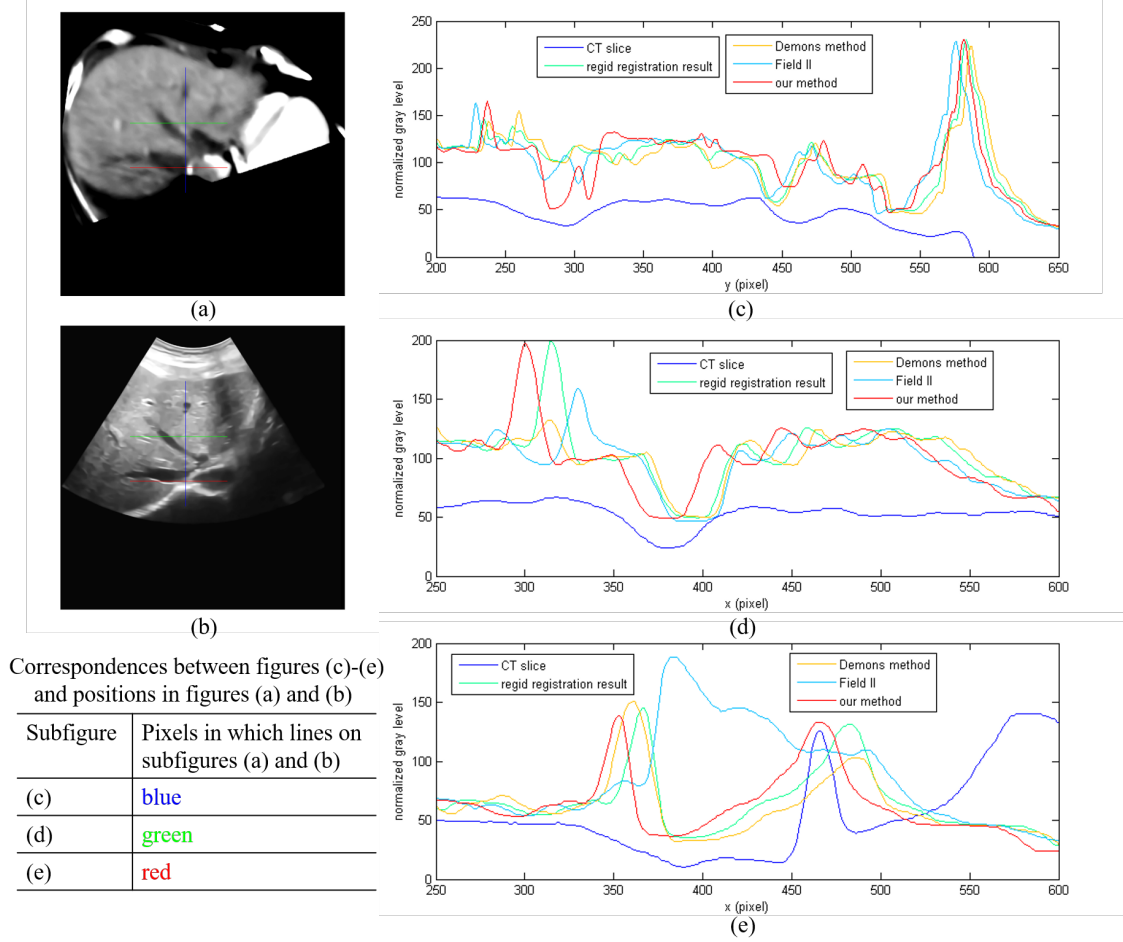 (a)
250
200
150
100
50
0
normalized gray level
CT slice
regid registration result
Demons method
Field II
our method
200 250 300 350 400 450 500 550 600 650
y (pixel)
(c)
(b)
200
150
100
50
0
normalized gray level
CT slice
regid registration result
Demons method
Field II
our method
250 300 350 400 450 500 550 600
x (pixel)
(d)
Correspondences between figures (c)-(e)
and positions in figures (a) and (b)
Subfigure Pixels in which lines on
subfigures (a) and (b)
(c) blue
(d) green
(e) red
200
150
100
50
0
normalized gray level
CT slice
regid registration result
Demons method
Field II
our method
250 300 350 400 450 500 550 600
x (pixel)
(e)